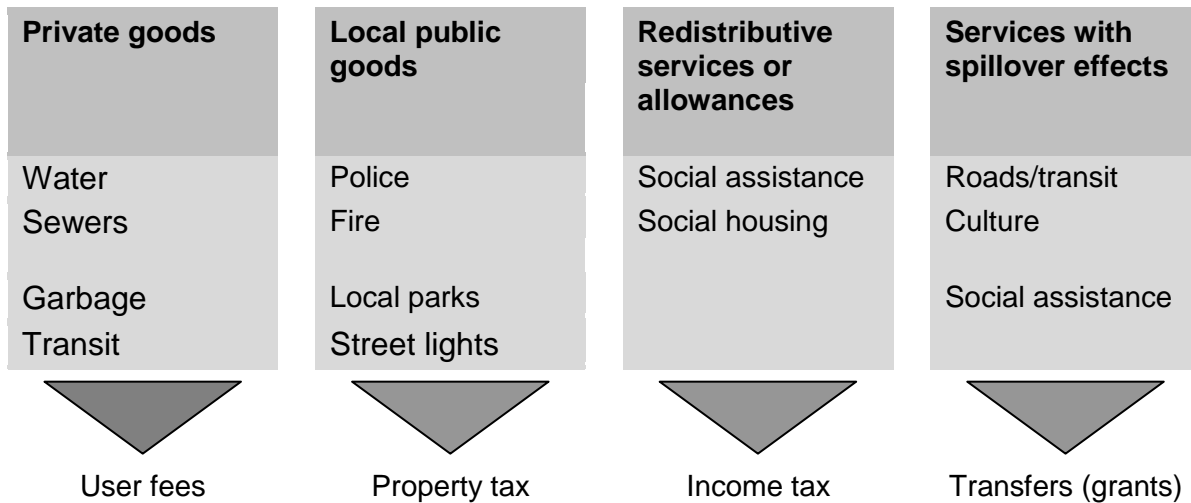 Private goods
Water
Sewers
Garbage
Transit
User fees
Local public
goods
Police
Fire
Local parks
Street lights
Property tax
Redistributive
services or
allowances
Social assistance
Social housing
Income tax
Services with
spillover effects
Roads/transit
Culture
Social assistance
Transfers (grants)